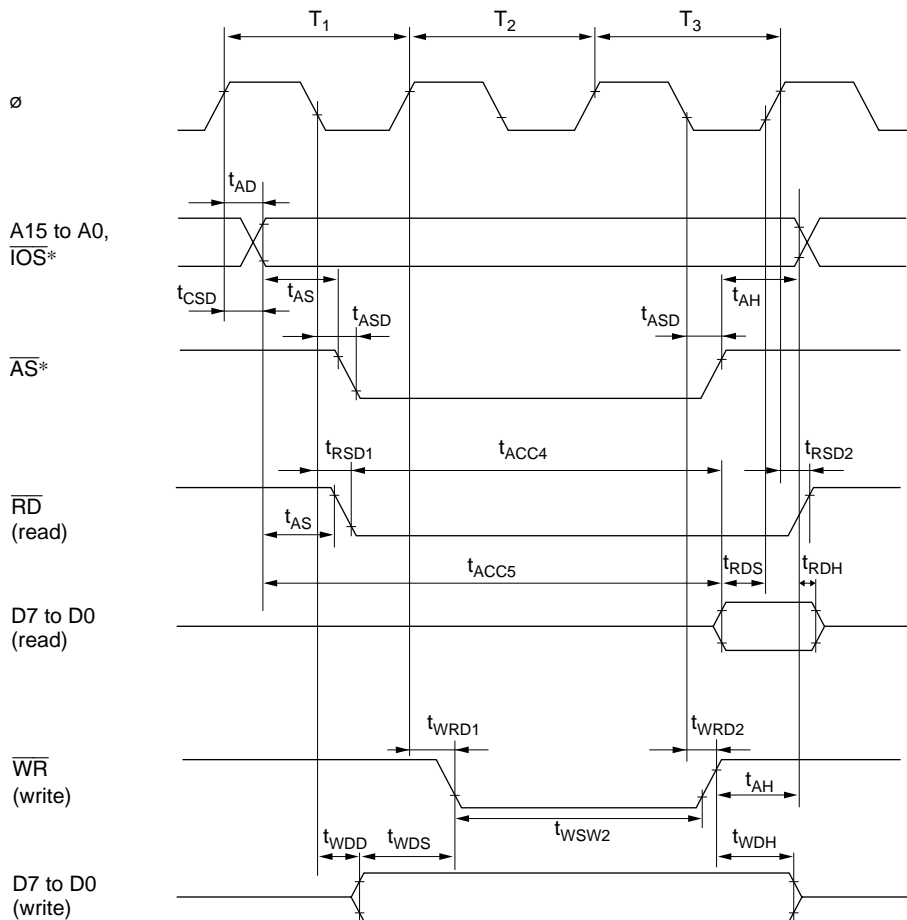 T1 T2 T3
ø
tAD
A15 to A0,
IOS*
tCSD tAS tASD tASD tAH
AS*
tRSD1 tACC4 tRSD2
RD
(read)
tAS
tACC5 tRDS tRDH
D7 to D0
(read)
tWRD1 tWRD2
WR
(write)
tAH
tWSW2
tWDD tWDS tWDH
D7 to D0
(write)